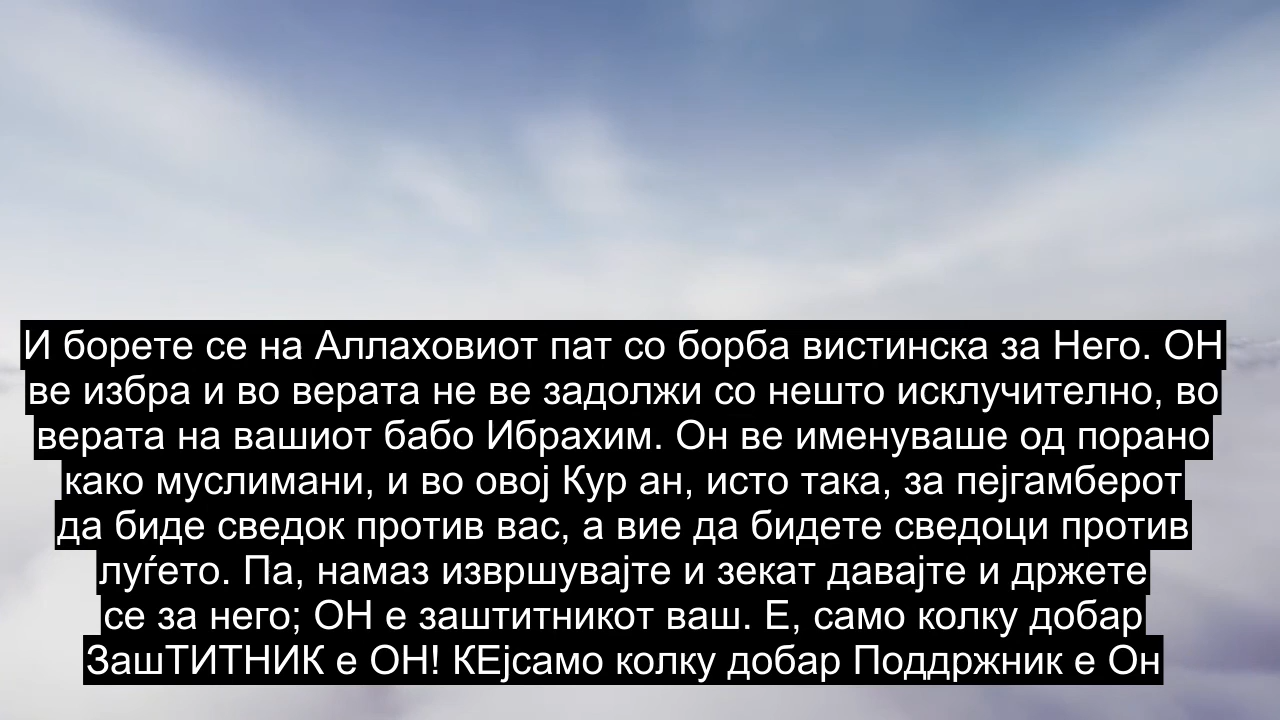 И борете се на Аллаховиот пат со борба вистинска за Него. ОН
ве избра и во верата не ве задолжи со нешто исклучително, во
верата на вашиот бабо Ибрахим. Он ве именуваше од порано
како муслимани, и во овој Кур ан, исто така, за пејгамберот
да биде сведок против вас, а вие да бидете сведоци против
луѓето. Па, намаз извршувајте и зекат давајте и држете
се за него; ОН е заштитникот ваш. Е, само колку добар
ЗашТИТНИК е ОН! КЕјсамо колку добар Поддржник е Он